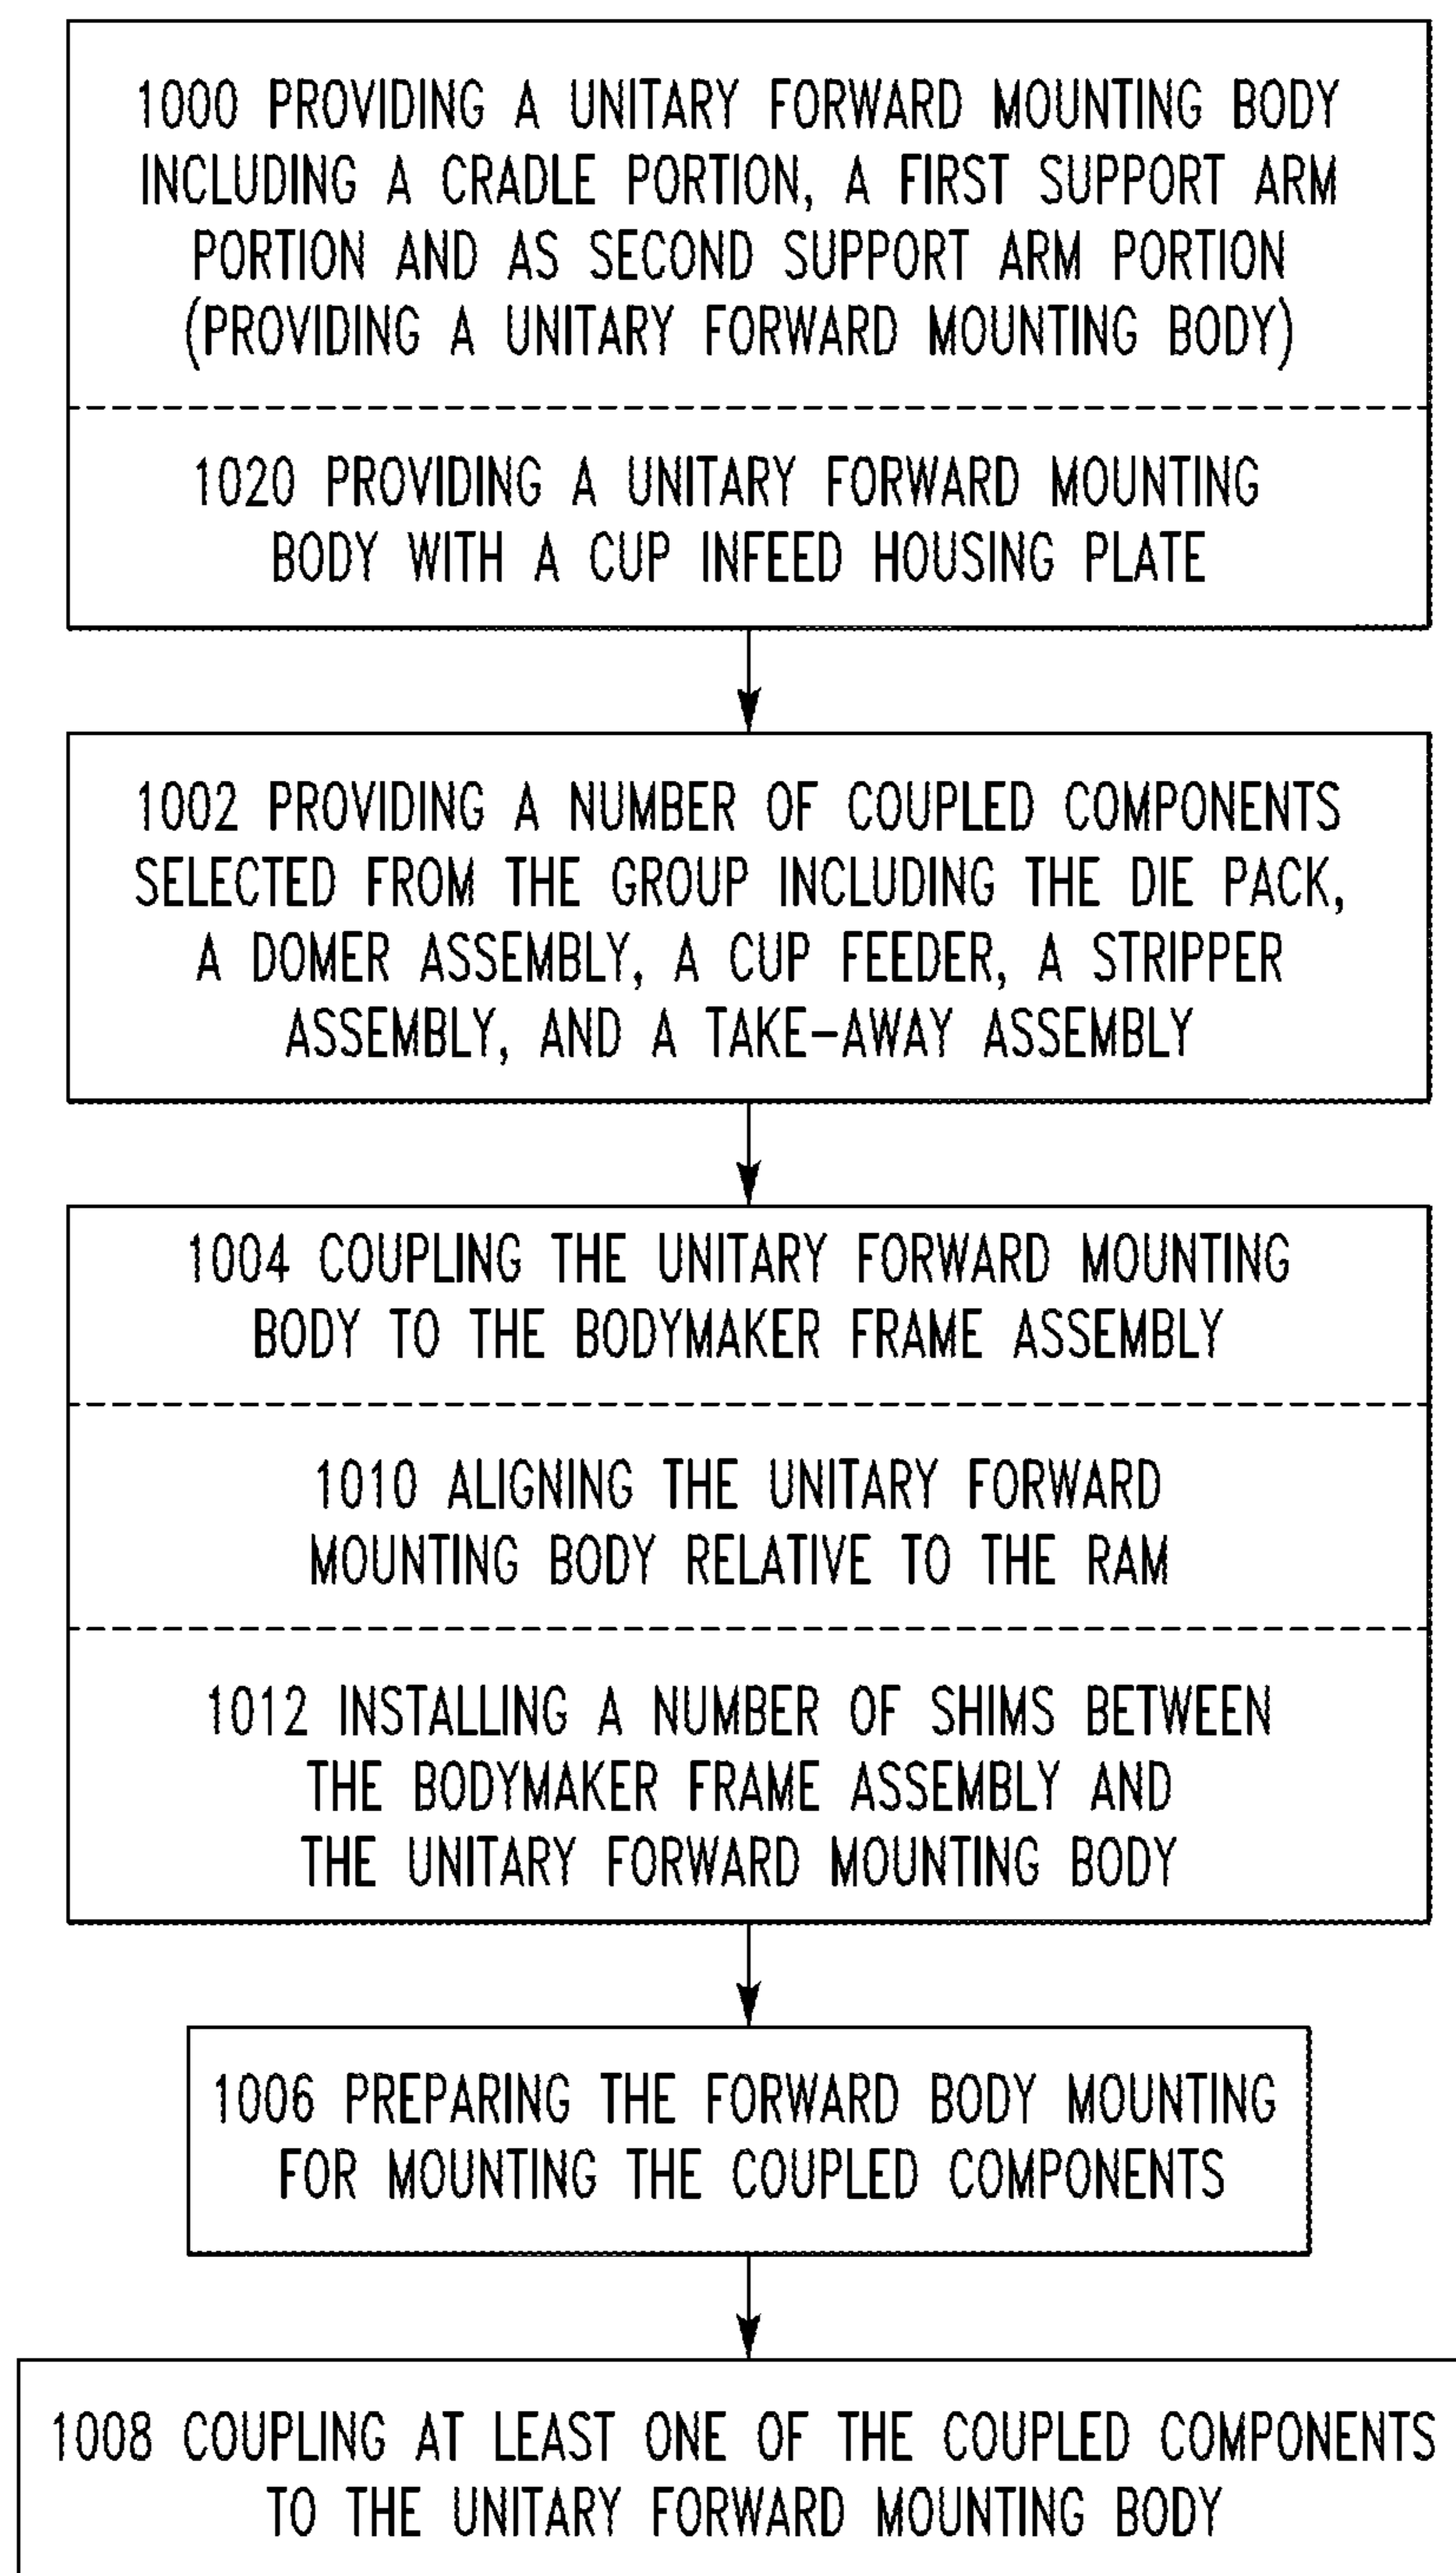 1000 PROVIDING A UNITARY FORWARD MOUNTING BODY
INCLUDING A CRADLE PORTION, A FIRST SUPPORT ARM
PORTION AND AS SECOND SUPPORT ARM PORTION
(PROVIDING A UNITARY FORWARD MOUNTING BODY)
1020 PROVIDING A UNITARY FORWARD MOUNTING
BODY WITH A CUP INFEED HOUSING PLATE
1002 PROVIDING A NUMBER OF COUPLED COMPONENTS
SELECTED FROM THE GROUP INCLUDING THE DIE PACK,
A DOMER ASSEMBLY, A CUP FEEDER, A STRIPPER
ASSEMBLY, AND A TAKE-AWAY ASSEMBLY
1004 COUPLING THE UNITARY FORWARD MOUNTING
BODY TO THE BODYMAKER FRAME ASSEMBLY
1010 ALIGNING THE UNITARY FORWARD
MOUNTING BODY RELATIVE TO THE RAM
1012 INSTALLING A NUMBER OF SHIMS BETWEEN
THE BODYMAKER FRAME ASSEMBLY AND
THE UNITARY FORWARD MOUNTING BODY
1006 PREPARING THE FORWARD BODY MOUNTING
FOR MOUNTING THE COUPLED COMPONENTS
1008 COUPLING AT LEAST ONE OF THE COUPLED COMPONENTS
TO THE UNITARY FORWARD MOUNTING BODY